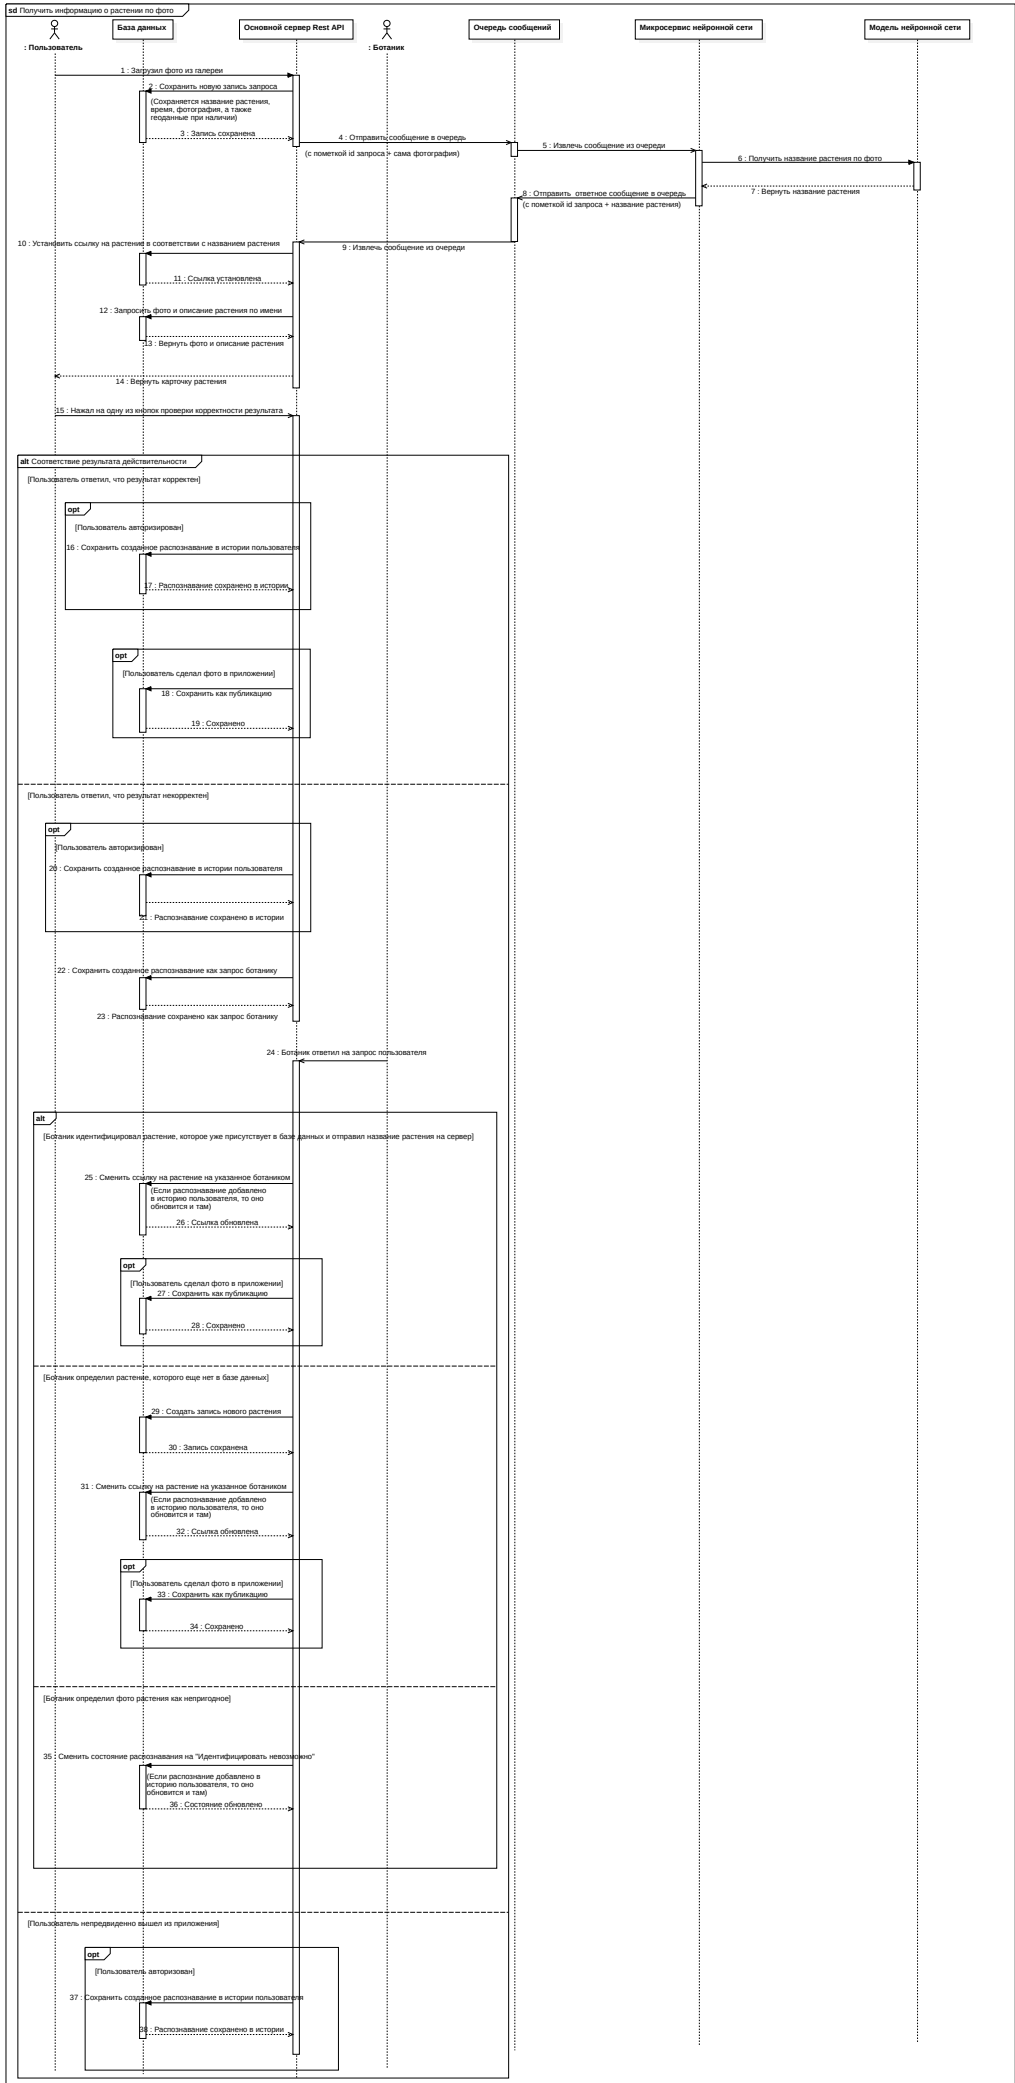 sd Получить информацию о растении по фото
База данных
Основной сервер Rest API
Очередь сообщений
Микросервис нейронной сети
Модель нейронной сети
: Пользователь
: Ботаник
1 : Загрузил фото из галереи
2 : Сохранить новую запись запроса
(Сохраняется название растения,
время, фотография, а также
геоданные при наличии)
3 : Запись сохранена
4 : Отправить сообщение в очередь
(с пометкой id запроса + сама фотография)
5 : Извлечь сообщение из очереди
6 : Получить название растения по фото
7 : Вернуть название растения
8 : Отправить ответное сообщение в очередь
(с пометкой id запроса + название растения)
9 : Извлечь сообщение из очереди
10 : Установить ссылку на растение в соответствии с названием растения
11 : Ссылка установлена
12 : Запросить фото и описание растения по имени
13 : Вернуть фото и описание растения
14 : Вернуть карточку растения
15 : Нажал на одну из кнопок проверки корректности результата
alt Соответствие результата действительности
[Пользователь ответил, что результат корректен]
opt
[Пользователь авторизирован]
16 : Сохранить созданное распознавание в истории пользователя
17 : Распознавание сохранено в истории
opt
[Пользователь сделал фото в приложении]
18 : Сохранить как публикацию
19 : Сохранено
[Пользователь ответил, что результат некорректен]
opt
[Пользователь авторизирован]
20 : Сохранить созданное распознавание в истории пользователя
21 : Распознавание сохранено в истории
22 : Сохранить созданное распознавание как запрос ботанику
23 : Распознавание сохранено как запрос ботанику
24 : Ботаник ответил на запрос пользователя
alt
[Ботаник идентифицировал растение, которое уже присутствует в базе данных и отправил название растения на сервер]
25 : Сменить ссылку на растение на указанное ботаником
(Если распознавание добавлено
в историю пользователя, то оно
обновится и там)
26 : Ссылка обновлена
opt
[Пользователь сделал фото в приложении]
27 : Сохранить как публикацию
28 : Сохранено
[Ботаник определил растение, которого еще нет в базе данных]
29 : Создать запись нового растения
30 : Запись сохранена
31 : Сменить ссылку на растение на указанное ботаником
(Если распознавание добавлено
в историю пользователя, то оно
обновится и там)
32 : Ссылка обновлена
opt
[Пользователь сделал фото в приложении]
33 : Сохранить как публикацию
34 : Сохранено
[Ботаник определил фото растения как непригодное]
35 : Сменить состояние распознавания на "Идентифицировать невозможно"
(Если распознание добавлено в
историю пользователя, то оно
обновится и там)
36 : Состояние обновлено
[Пользователь непредвиденно вышел из приложения]
opt
[Пользователь авторизован]
37 : Сохранить созданное распознавание в истории пользователя
38 : Распознавание сохранено в истории